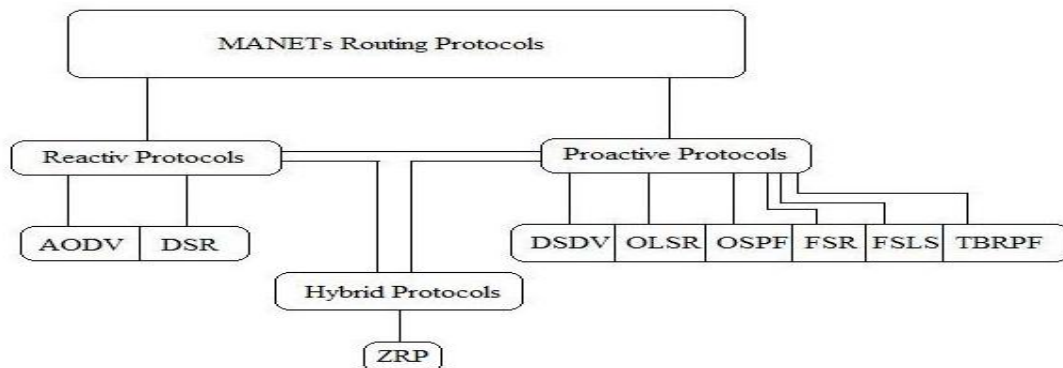 MANETs Routing Protocols
Reactiv Protocols
Proactive Protocols
AODV DSR
DSDV OLSR OSPF FSR FSLS TBRPF
Hybrid Protocols
ZRP